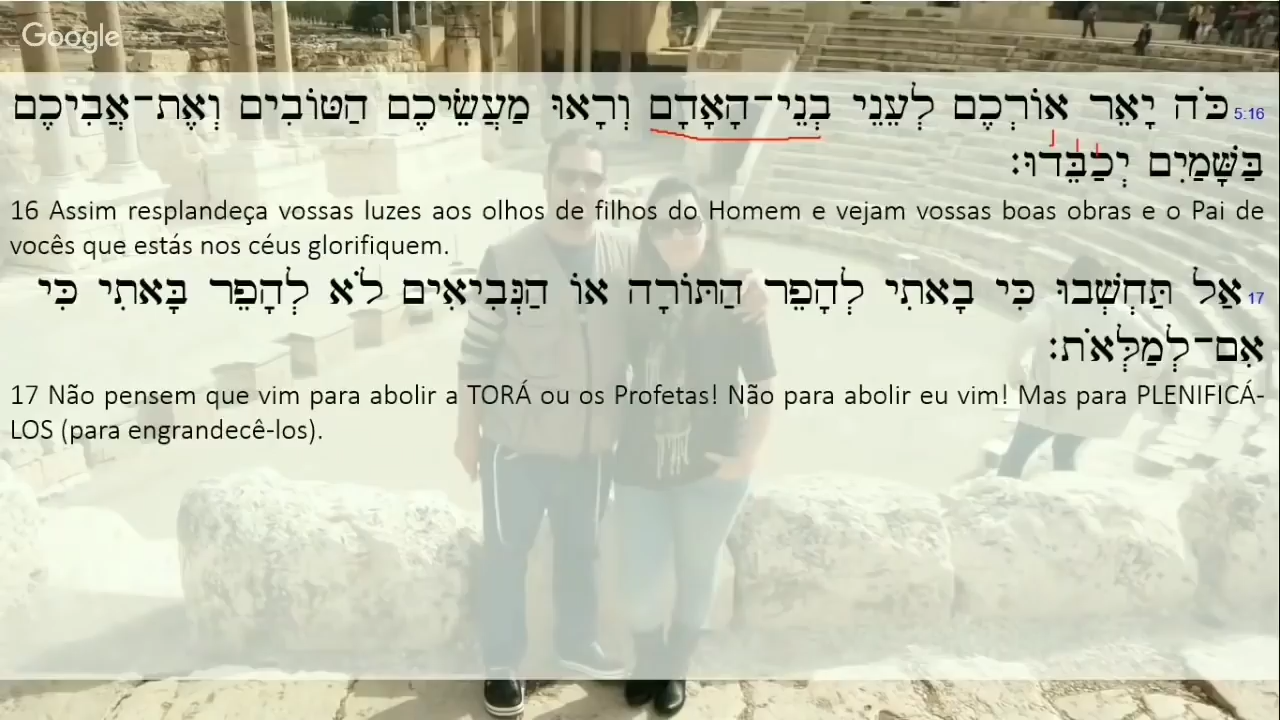 Google
5:16 כֹּה יָאֵר אוֹרְכֶם לְעֵנֵי בְּנֵי־הָאָדָם וְרָאוּ מַעֲשֵׂיכֶם הַטּוֹבִים וְאֶת־אֲבִיכֶם
בַּשָּׁמַיִם יְכַבֵּדוּ:
16 Assim resplandeça vossas luzes aos olhos de filhos do Homem e vejam vossas boas obras e o Pai de
vocês que estás nos céus glorifiquem.
17 אַל תַּחְשְׁבוּ כִּי בָאתִי לְהָפֵר הַתּוֹרָה אוֹ הַנְּבִיאִים לֹא לְהָפֵר בָּאתִי כִּי
אִם־לְמַלְּאֹת:
17 Não pensem que vim para abolir a TORÁ ou os Profetas! Não para abolir eu vim! Mas para PLENIFICÁ-
LOS (para engrandecê-los).